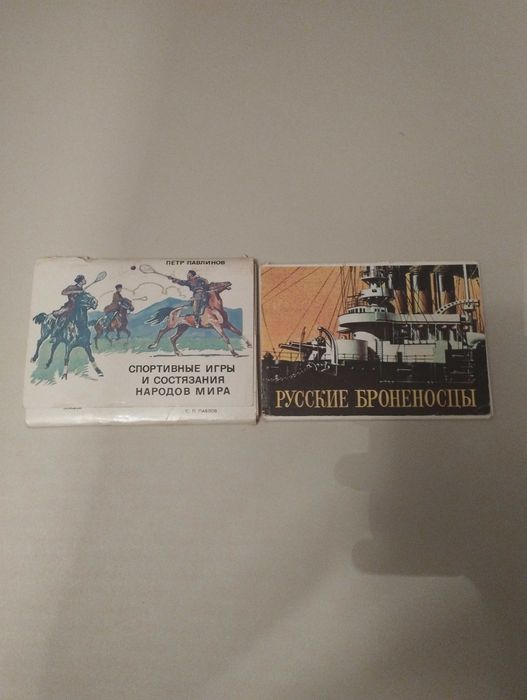 ПЕТР ПАВЛИНОВ
СПОРТИВНЫЕ ИГРЫ
И СОСТЯЗАНИЯ
НАРОДОВ МИРА
РУССКИЕ БРОНЕНОСЦЫ